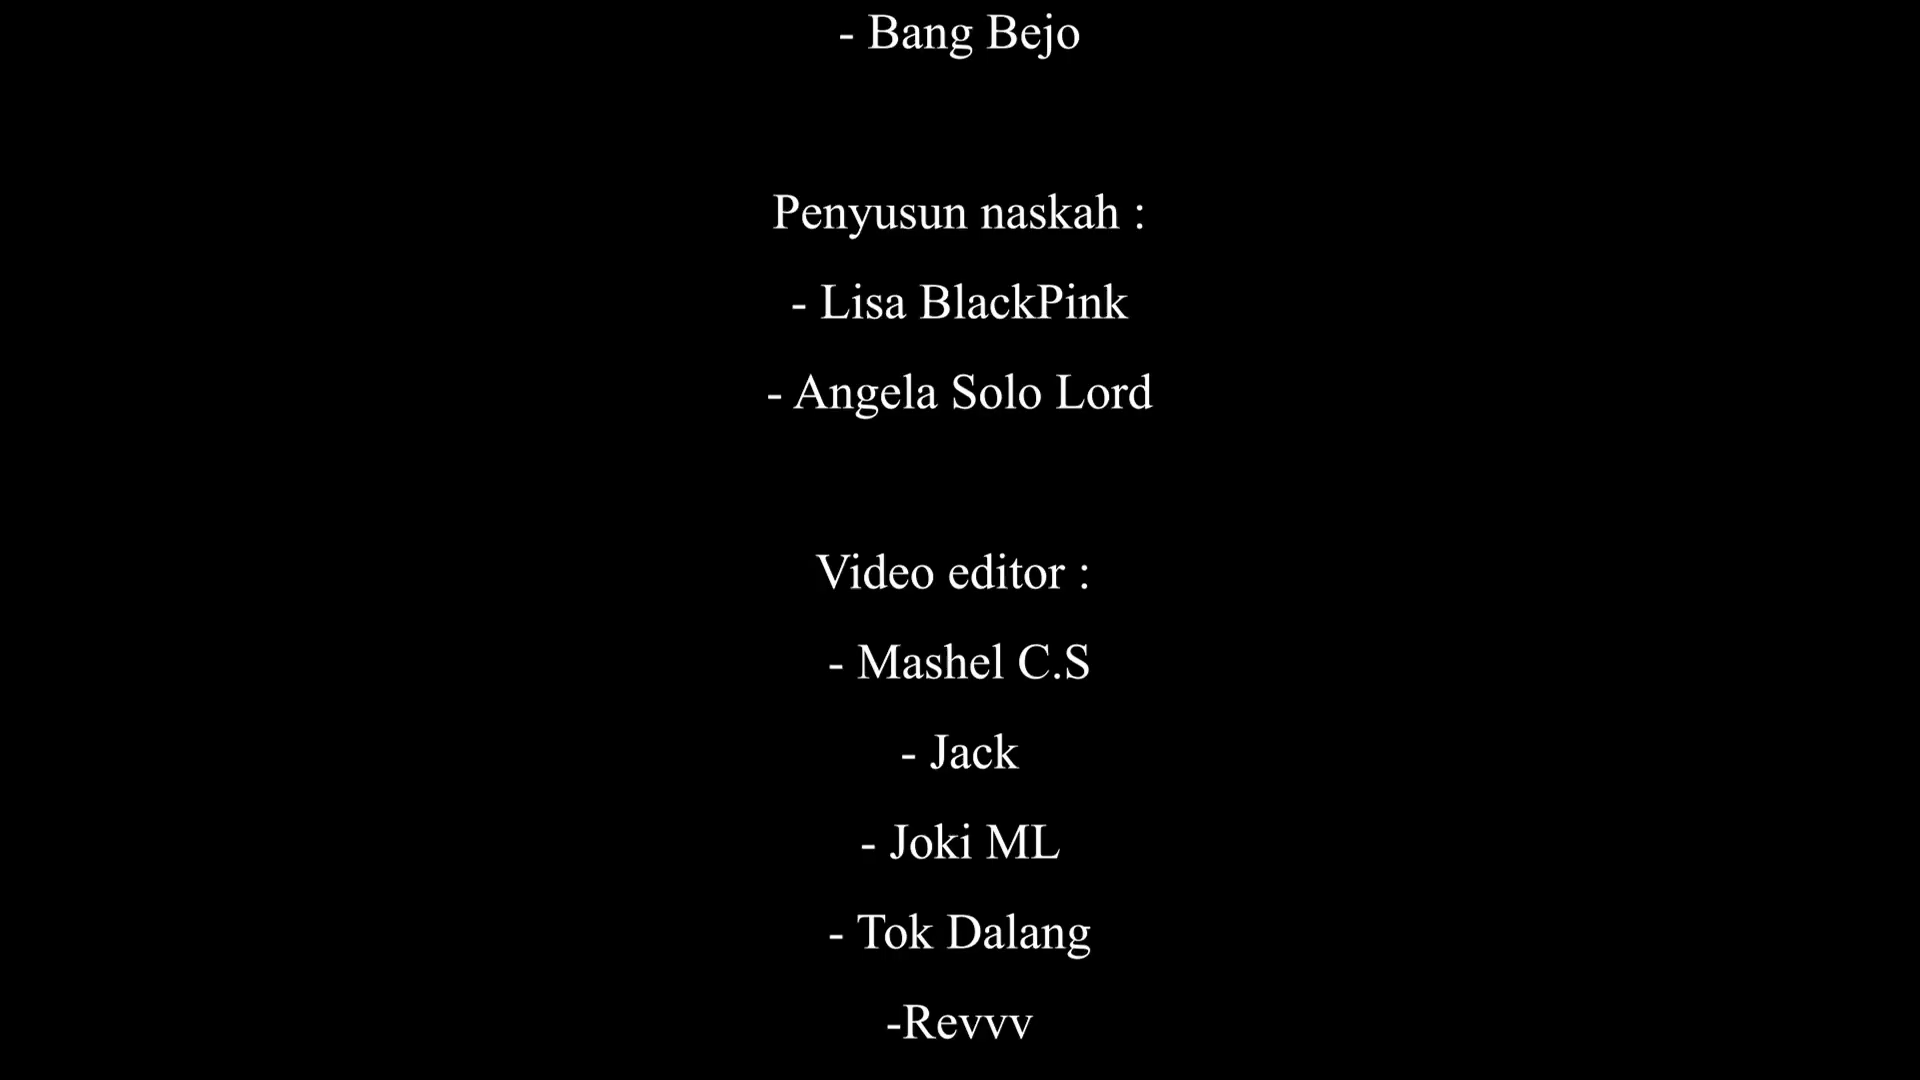 - Bang Bejo
Penyusun naskah :
- Lisa BlackPink
- Angela Solo Lord
Video editor :
- Mashel C.S
- Jack
- Joki ML
- Tok Dalang
-Revvv